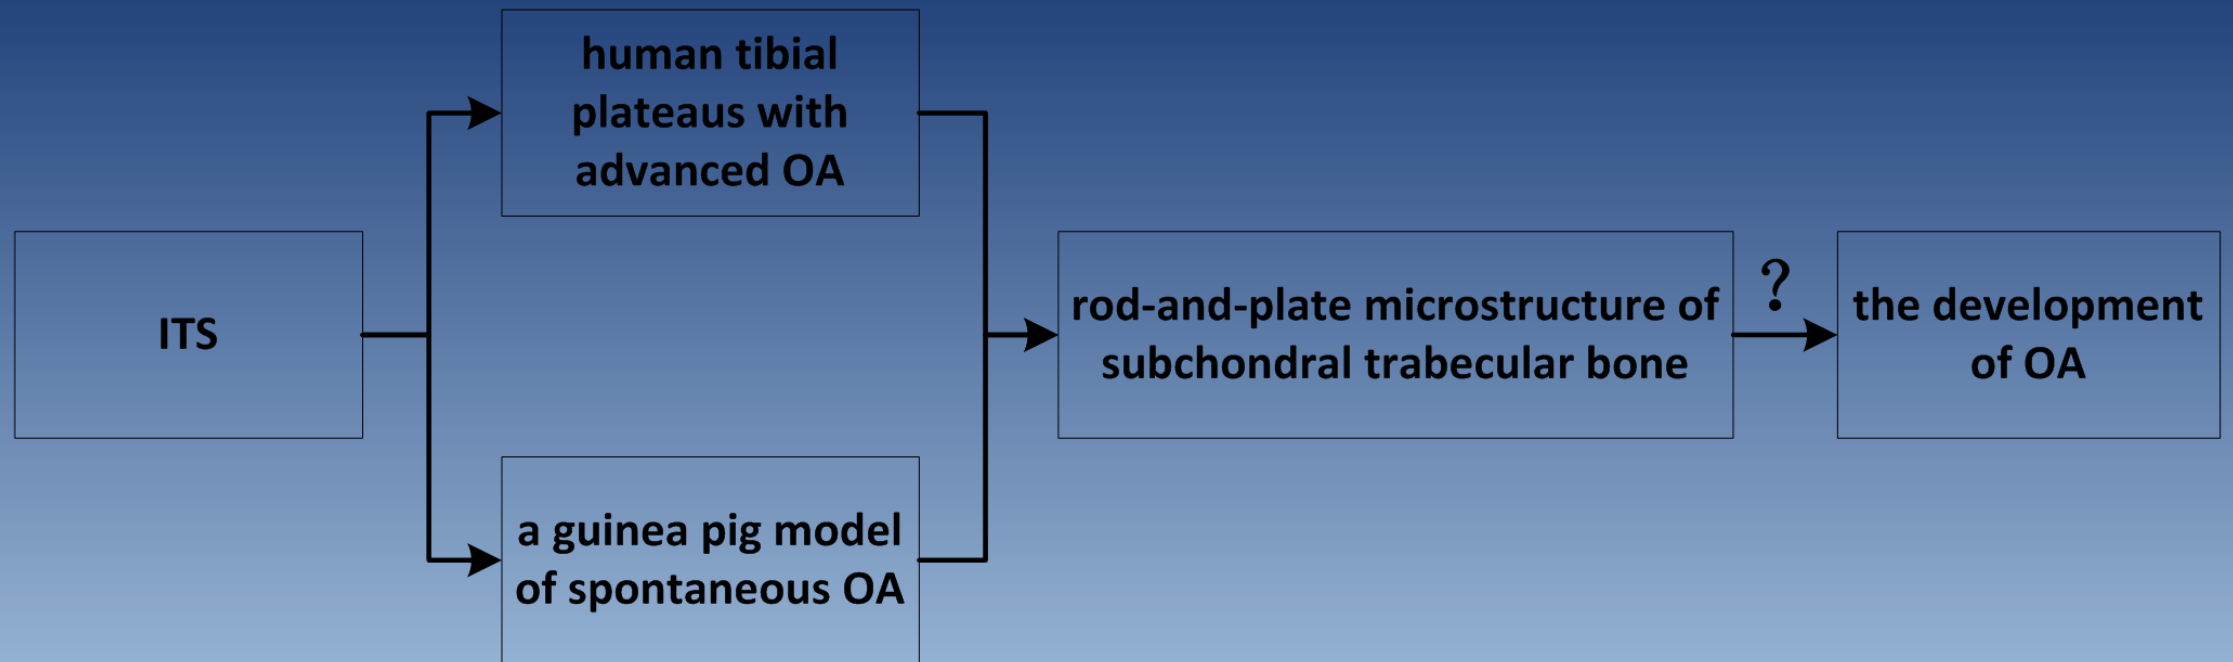 ITS
human tibial
plateaus with
advanced OA
a guinea pig model
of spontaneous OA
rod-and-plate microstructure of
subchondral trabecular bone
?
the development
of OA